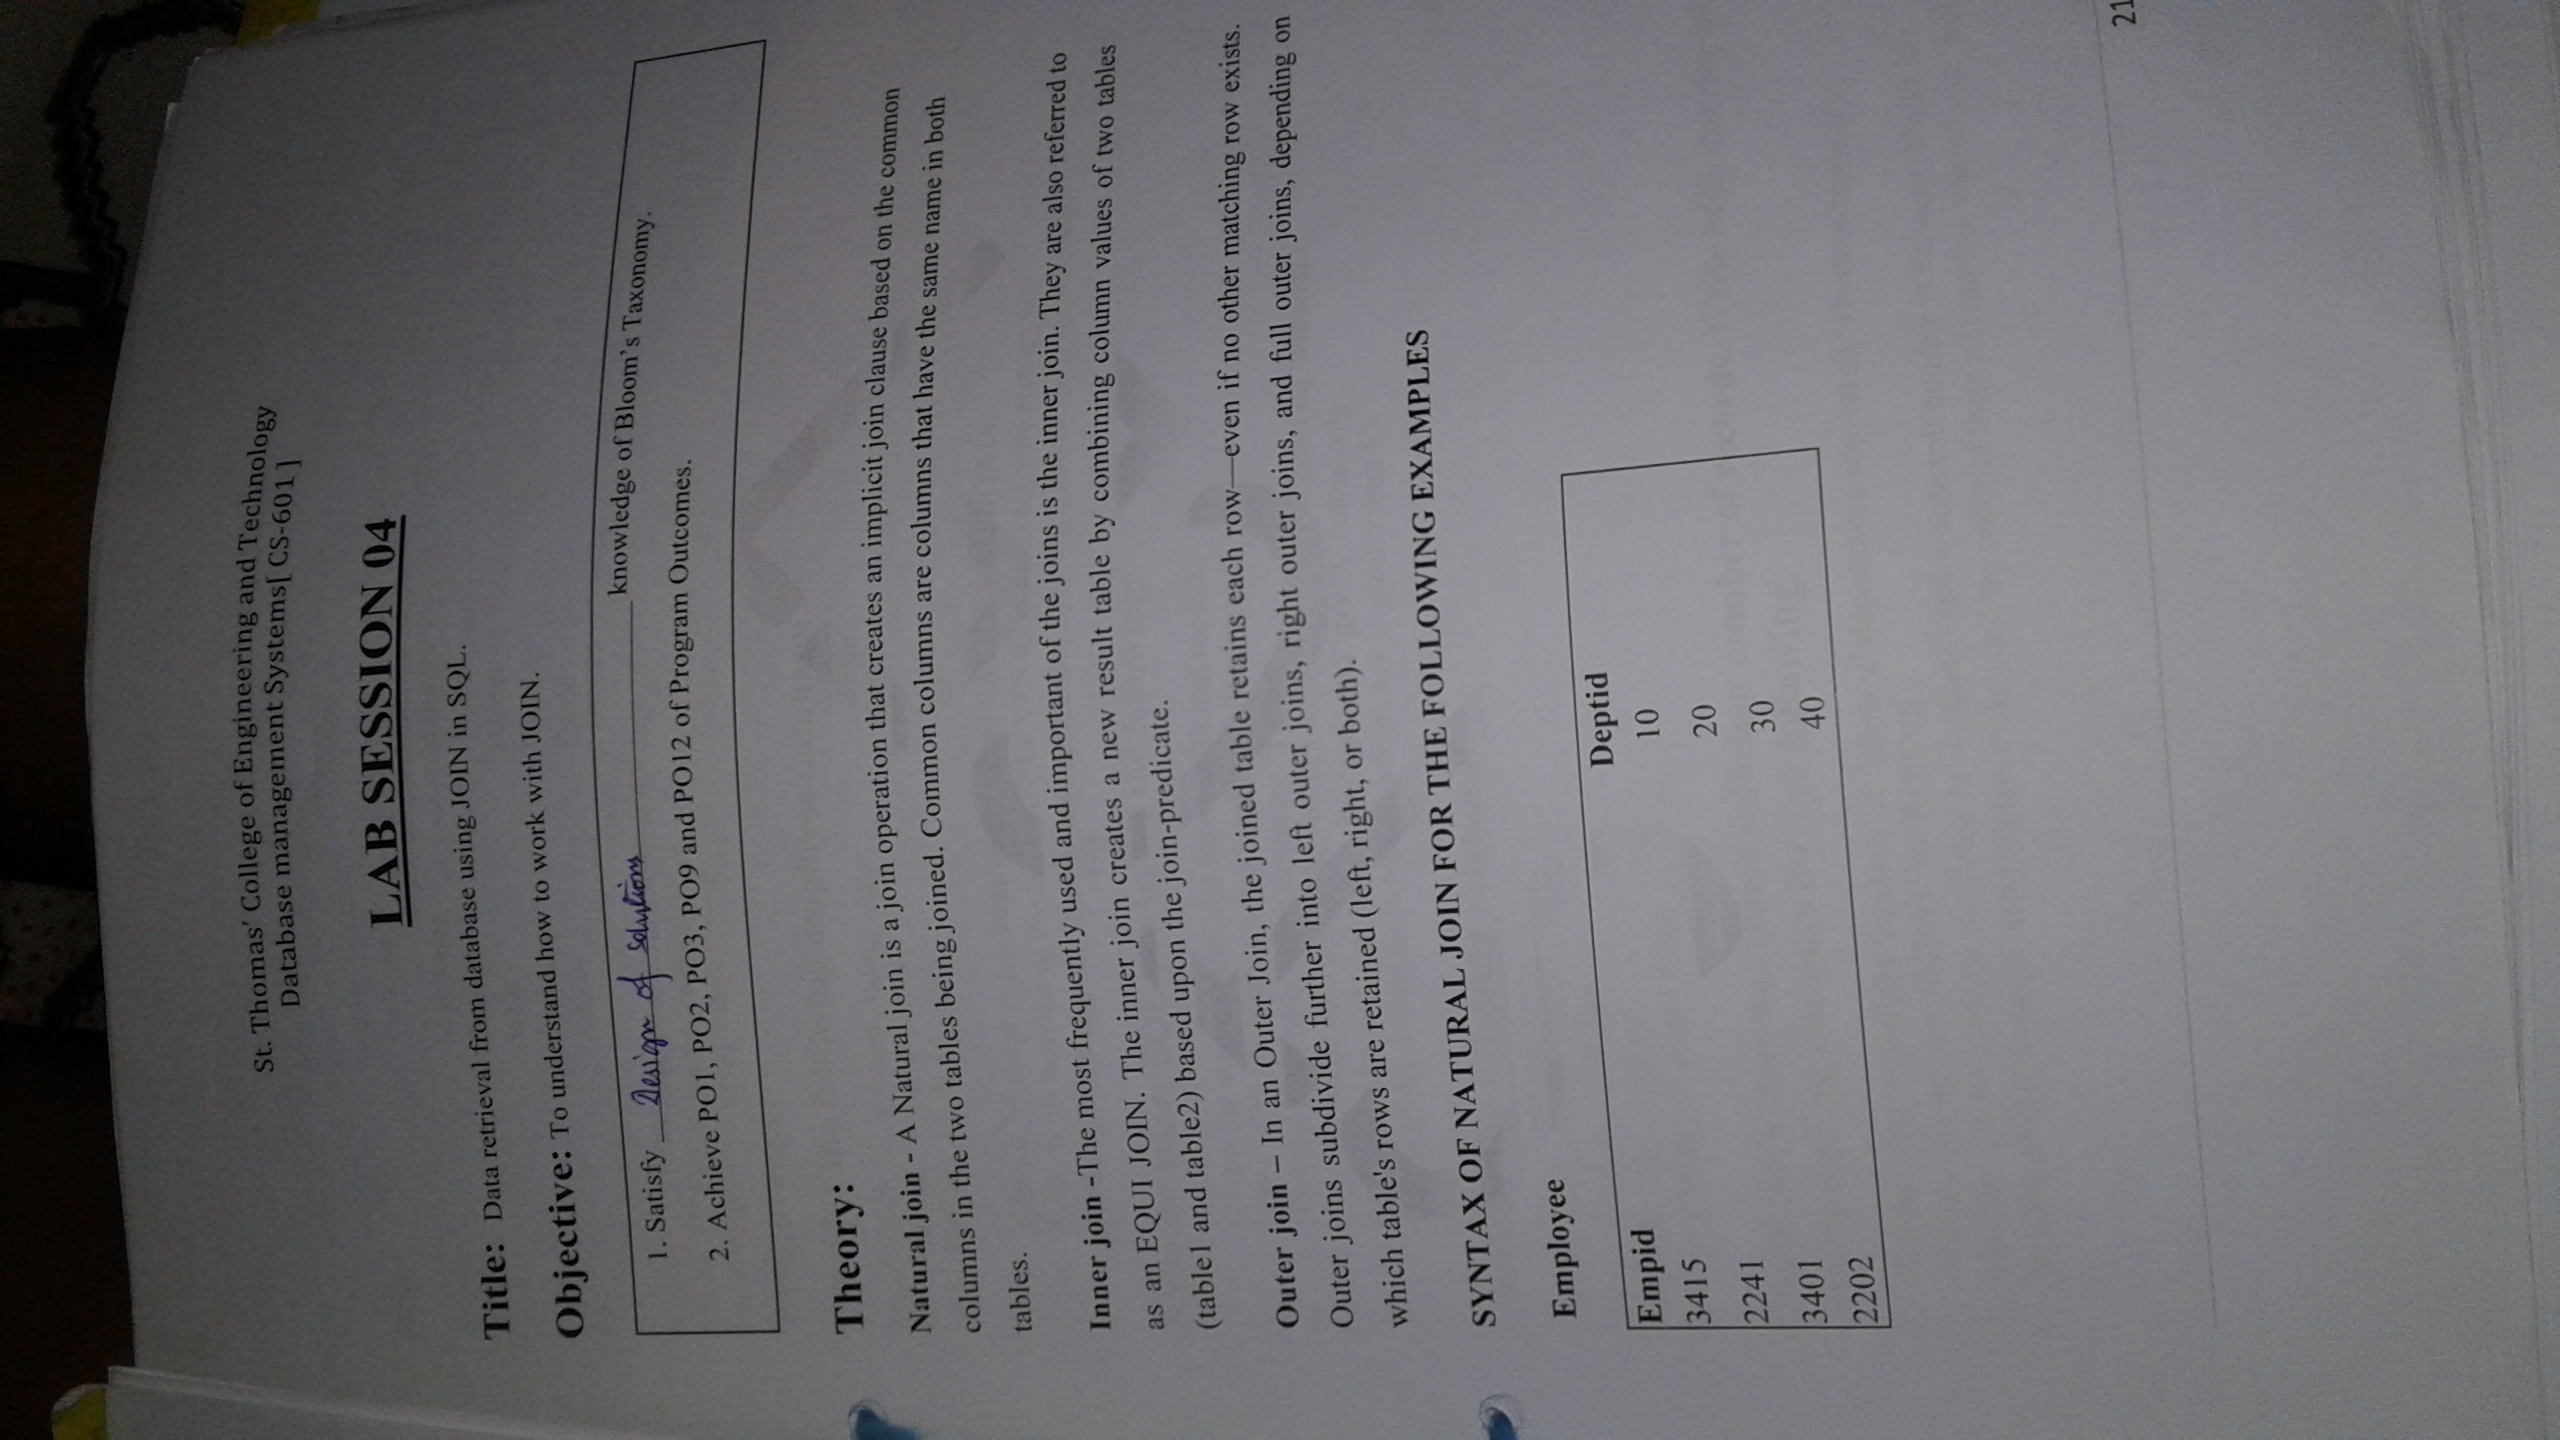 St. Thomas' College of Engineering and Technology
Database management Systems[ CS-601 ]
LAB SESSION 04
Title: Data retrieval from database using JOIN in SQL.
Objective: To understand how to work with JOIN.
1. Satisfy Design of solutions knowledge of Bloom's Taxonomy.
2. Achieve PO1, PO2, PO3, PO9 and PO12 of Program Outcomes.
Theory:
Natural join - A Natural join is a join operation that creates an implicit join clause based on the common
columns in the two tables being joined. Common columns are columns that have the same name in both
tables.
Inner join -The most frequently used and important of the joins is the inner join. They are also referred to
as an EQUI JOIN. The inner join creates a new result table by combining column values of two tables
(table1 and table2) based upon the join-predicate.
Outer join – In an Outer Join, the joined table retains each row—even if no other matching row exists.
Outer joins subdivide further into left outer joins, right outer joins, and full outer joins, depending on
which table's rows are retained (left, right, or both).
SYNTAX OF NATURAL JOIN FOR THE FOLLOWING EXAMPLES
Employee
Empid Deptid
3415 10
2241 20
3401 30
2202 40
21